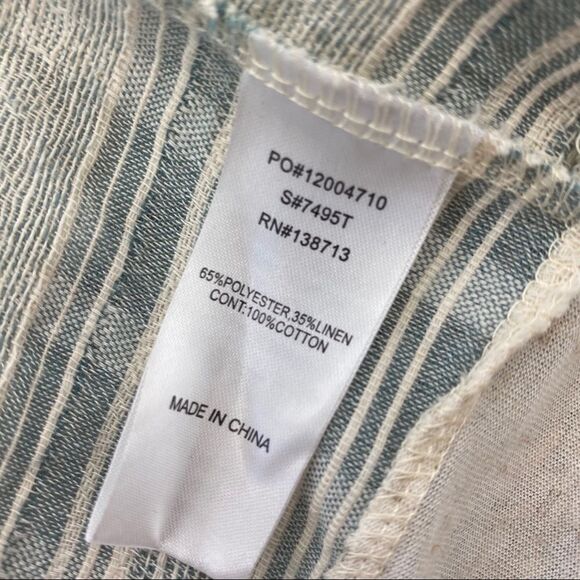 PO#12004710
S#7495T
RN#138713
65%POLYESTER,35%LINEN
CONT:100%COTTON
MADE IN CHINA